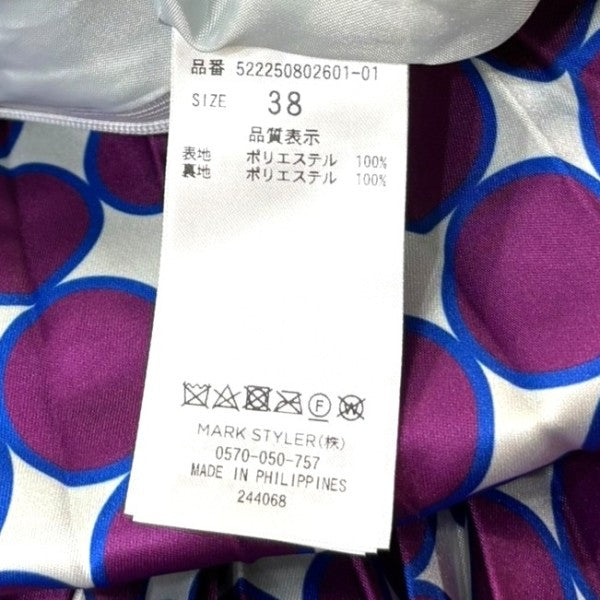 品番 522250802601-01
SIZE 38
品質表示
表地 ポリエステル 100%
裏地 ポリエステル 100%
F W
MARK STYLER(株)
0570-050-757
MADE IN PHILIPPINES
244068